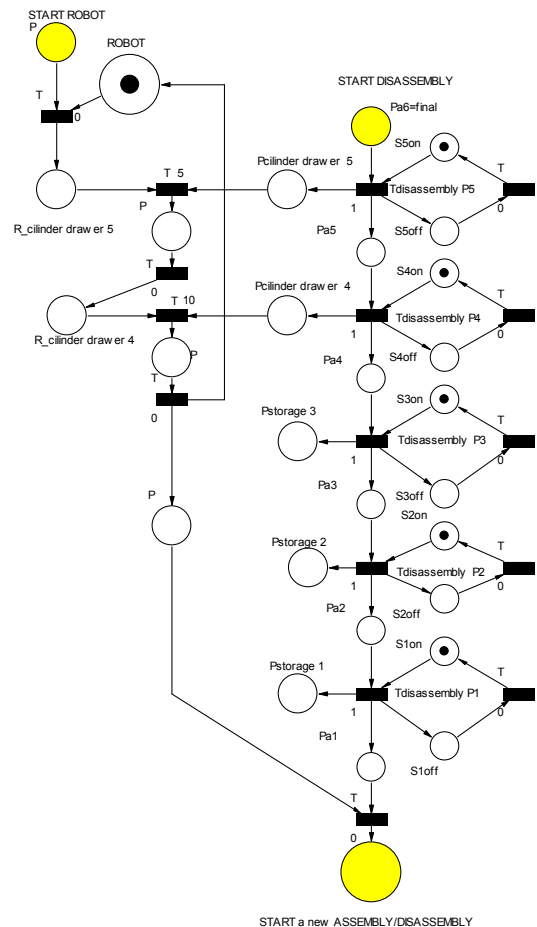 START ROBOT
P
ROBOT
T
0
START DISASSEMBLY
Pa6=final
S5on
T
T 5
Pcilinder drawer 5
Tdisassembly P5
P
1
S5off
0
R_cilinder drawer 5
Pa5
T
0
S4on
T
T 10
Pcilinder drawer 4
Tdisassembly P4
R_cilinder drawer 4
1
S4off
0
P
Pa4
T
0
S3on
T
Pstorage 3
Tdisassembly P3
1
0
P
Pa3
S3off
S2on
T
Pstorage 2
Tdisassembly P2
1
0
Pa2
S2off
S1on
T
Pstorage 1
Tdisassembly P1
1
0
Pa1
S1off
T
0
START a new ASSEMBLY/DISASSEMBLY